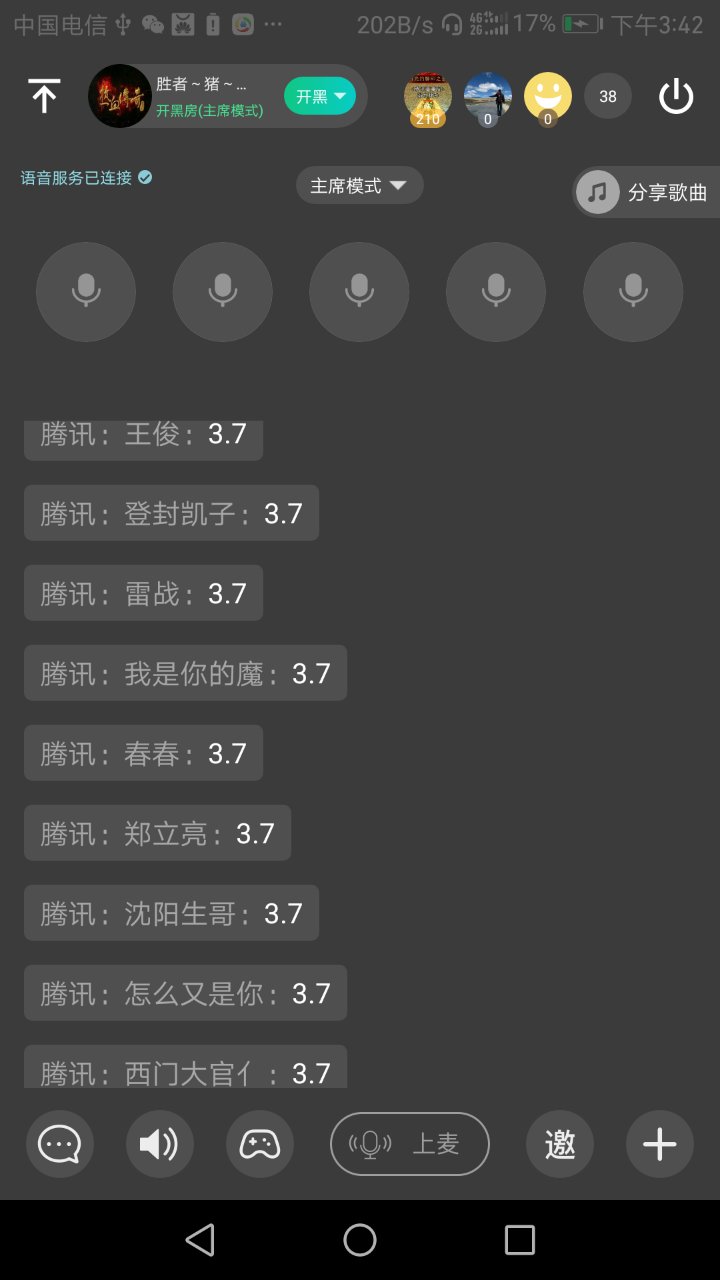 中国电信 202B/s 4G 2G 17% 下午3:42
胜者 ~ 猪 ~ ...
开黑房(主席模式)
开黑
210 0 0 38
语音服务已连接
主席模式
分享歌曲
腾讯: 王俊: 3.7
腾讯: 登封凯子: 3.7
腾讯: 雷战: 3.7
腾讯: 我是你的魔: 3.7
腾讯: 春春: 3.7
腾讯: 郑立亮: 3.7
腾讯: 沈阳生哥: 3.7
腾讯: 怎么又是你: 3.7
腾讯: 西门大官亻: 3.7
上麦 邀